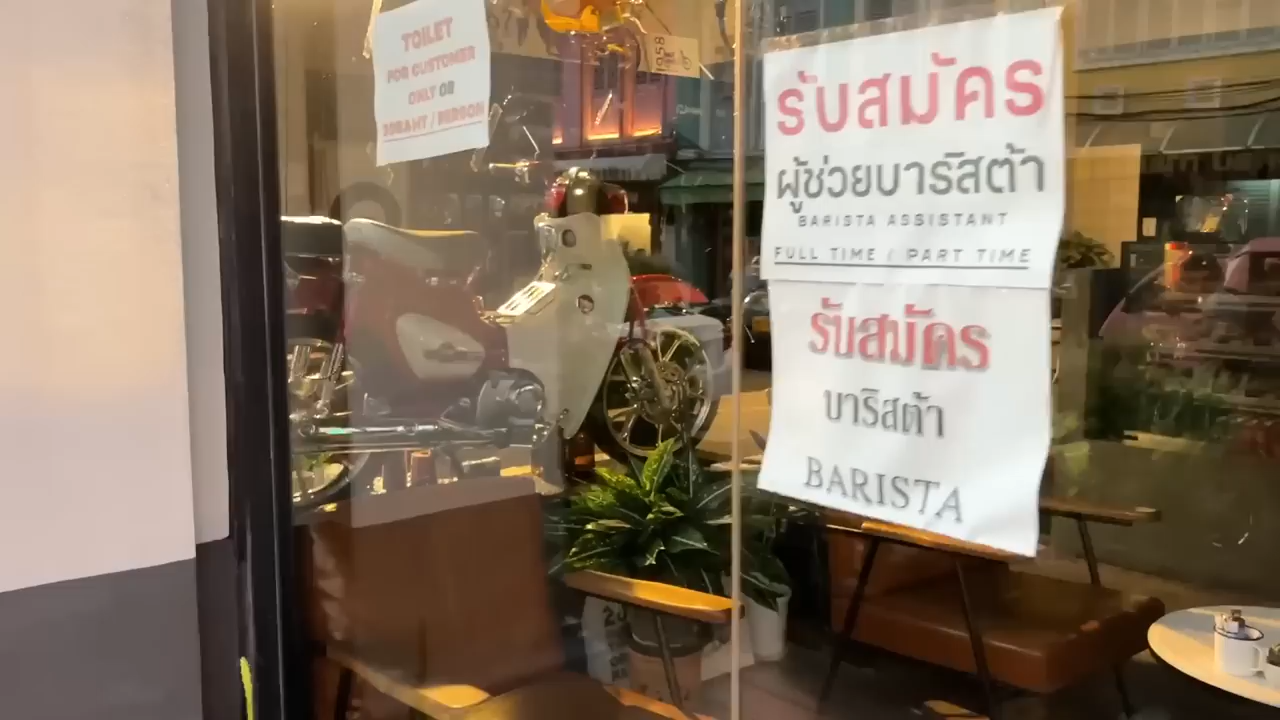 TOILET
FOR CUSTOMER
ONLY OR
20BAHT / PERSON
1958
รับสมัคร
ผู้ช่วยบาริสต้า
BARISTA ASSISTANT
FULL TIME / PART TIME
รับสมัคร
บาริสต้า
BARISTA